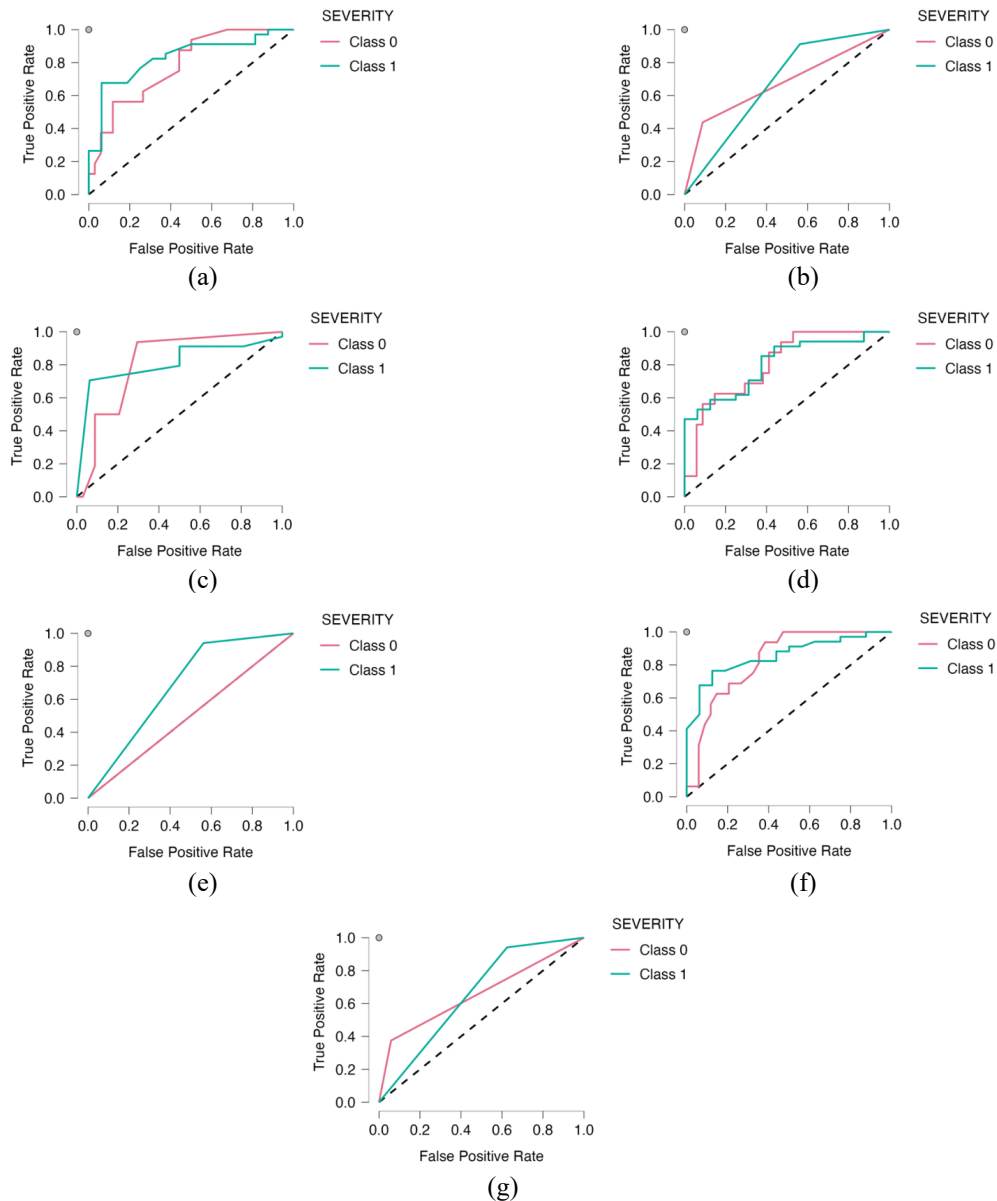 SEVERITY
Class 0
Class 1
True Positive Rate
1.0
0.8
0.6
0.4
0.2
0.0
0.0 0.2 0.4 0.6 0.8 1.0
False Positive Rate
(a)
SEVERITY
Class 0
Class 1
True Positive Rate
1.0
0.8
0.6
0.4
0.2
0.0
0.0 0.2 0.4 0.6 0.8 1.0
False Positive Rate
(b)
SEVERITY
Class 0
Class 1
True Positive Rate
1.0
0.8
0.6
0.4
0.2
0.0
0.0 0.2 0.4 0.6 0.8 1.0
False Positive Rate
(c)
SEVERITY
Class 0
Class 1
True Positive Rate
1.0
0.8
0.6
0.4
0.2
0.0
0.0 0.2 0.4 0.6 0.8 1.0
False Positive Rate
(d)
SEVERITY
Class 0
Class 1
True Positive Rate
1.0
0.8
0.6
0.4
0.2
0.0
0.0 0.2 0.4 0.6 0.8 1.0
False Positive Rate
(e)
SEVERITY
Class 0
Class 1
True Positive Rate
1.0
0.8
0.6
0.4
0.2
0.0
0.0 0.2 0.4 0.6 0.8 1.0
False Positive Rate
(f)
SEVERITY
Class 0
Class 1
True Positive Rate
1.0
0.8
0.6
0.4
0.2
0.0
0.0 0.2 0.4 0.6 0.8 1.0
False Positive Rate
(g)